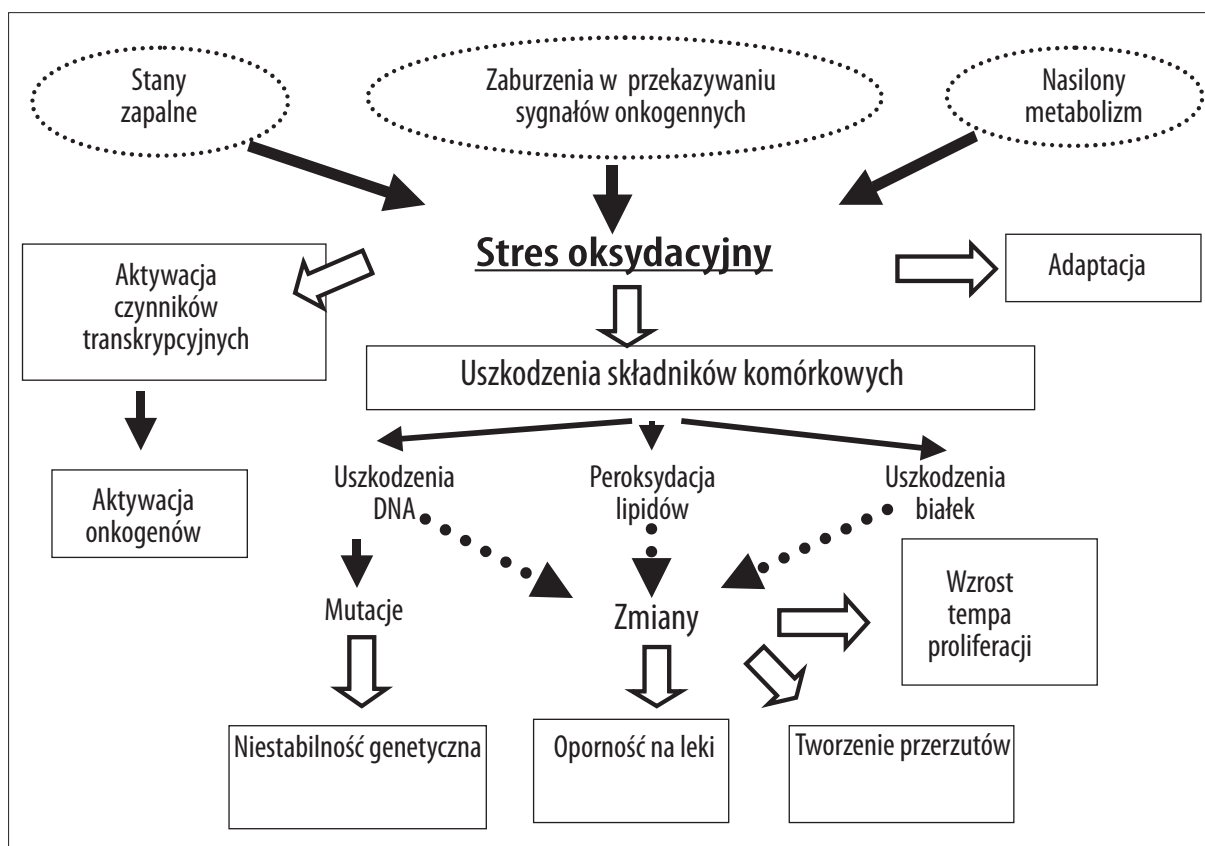 Stany
zapalne
Zaburzenia w przekazywaniu
sygnałów onkogennych
Nasilony
metabolizm
Stres oksydacyjny
Aktywacja
czynników
transkrypcyjnych
Adaptacja
Uszkodzenia składników komórkowych
Aktywacja
onkogenów
Uszkodzenia
DNA
Peroksydacja
lipidów
Uszkodzenia
białek
Mutacje
Zmiany
Wzrost
tempa
proliferacji
Niestabilność genetyczna
Oporność na leki
Tworzenie przerzutów